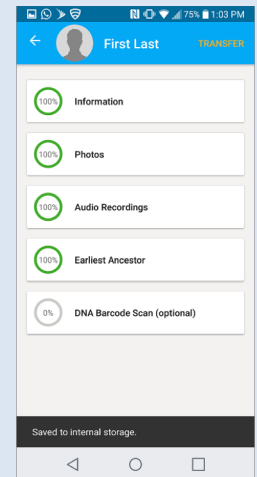 75% 1:03 PM
First Last TRANSFER
100% Information
100% Photos
100% Audio Recordings
100% Earliest Ancestor
0% DNA Barcode Scan (optional)
Saved to internal storage.